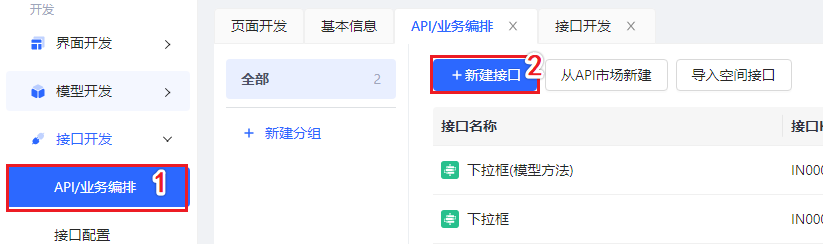 开发
界面开发
模型开发
接口开发
API/业务编排 1
接口配置
页面开发 基本信息 API/业务编排 接口开发
全部 2
+ 新建分组
+ 新建接口 2 从API市场新建 导入空间接口
接口名称 接口
下拉框(模型方法) IN000
下拉框 IN000